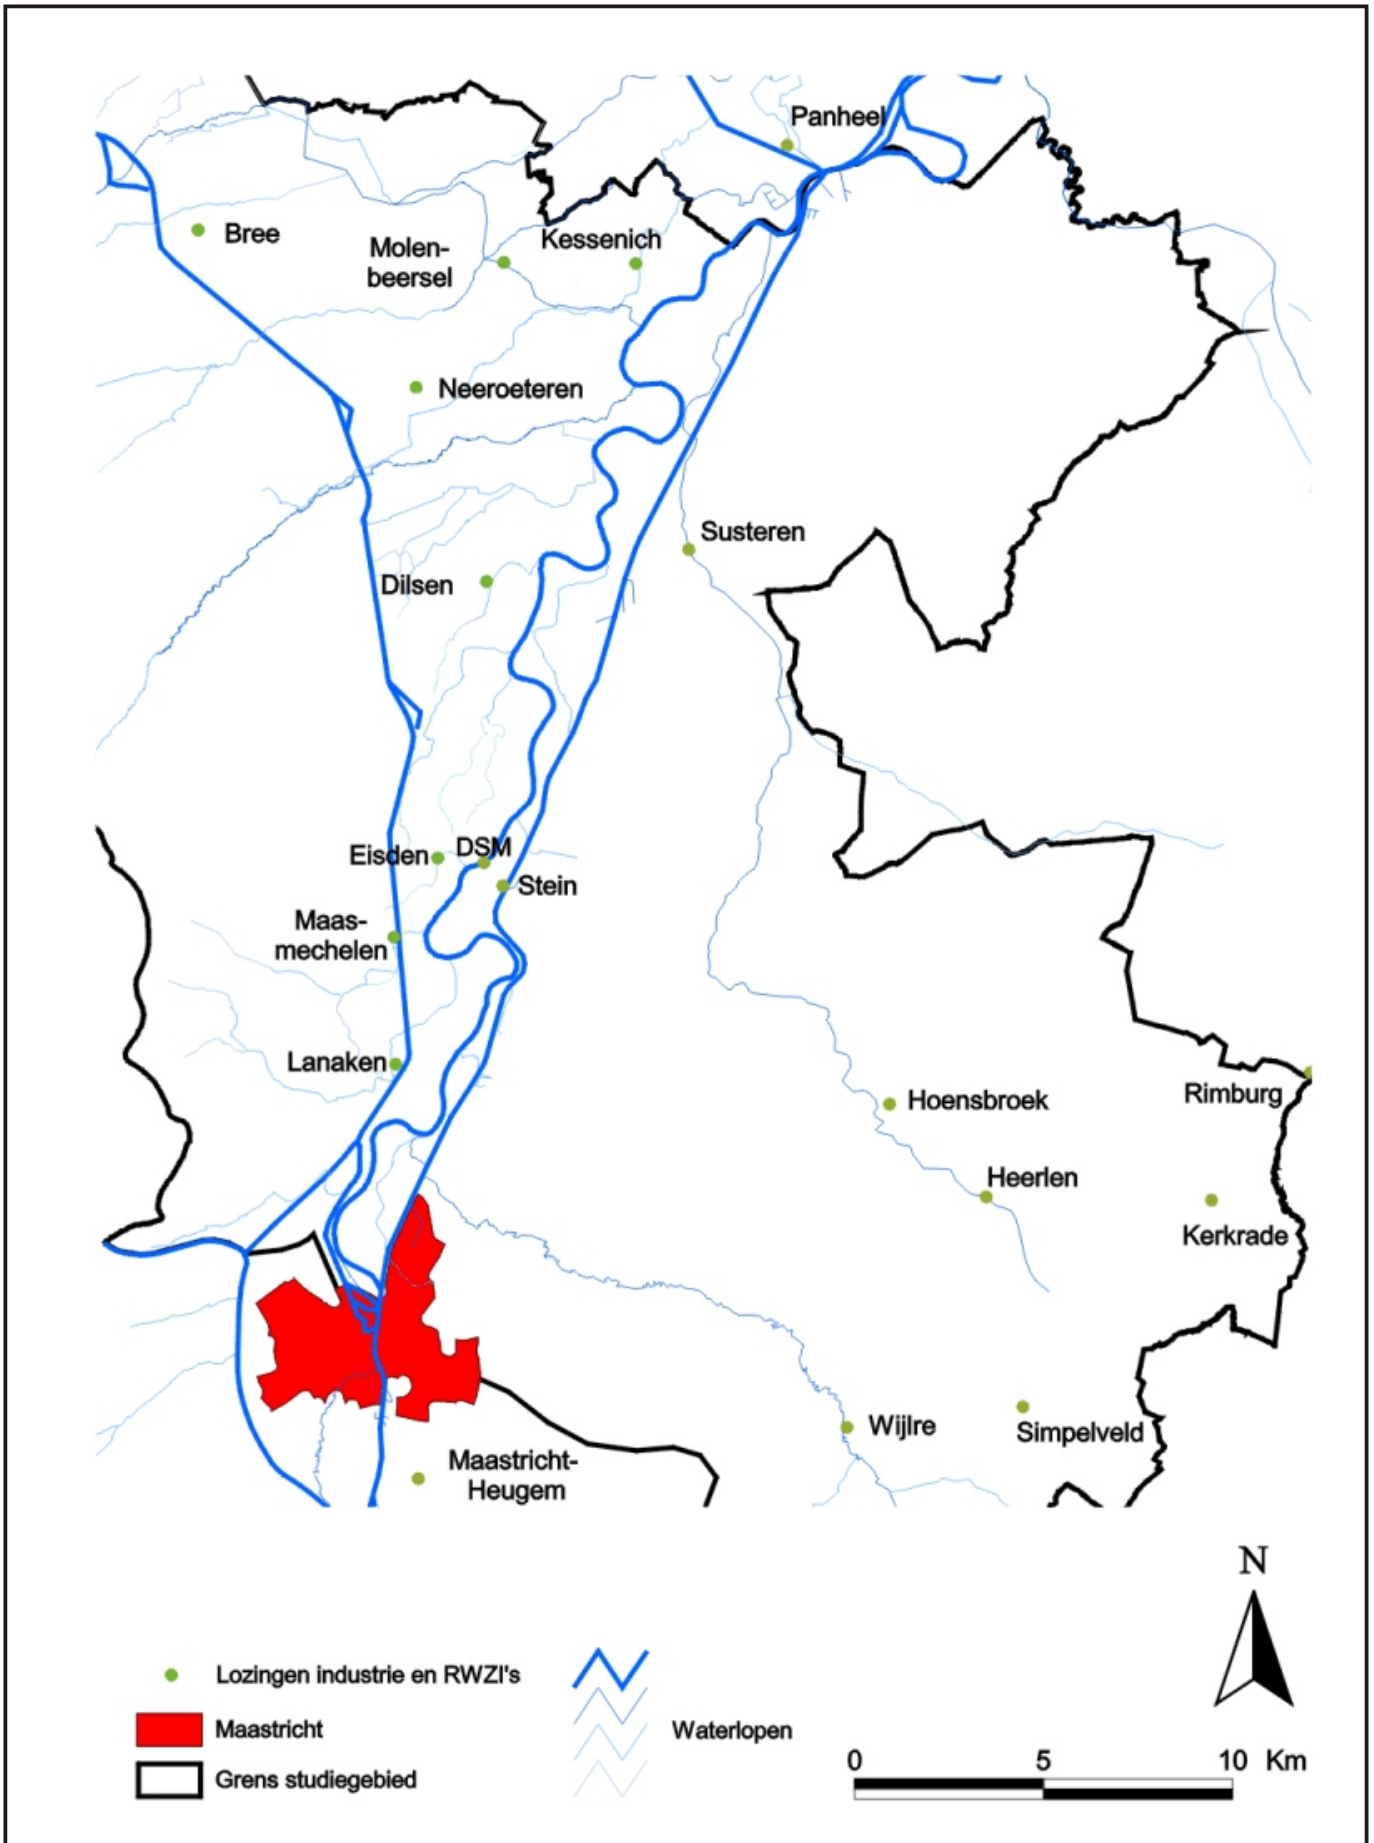 Panheel
Bree
Molen-
beersel
Kessenich
Neeroeteren
Susteren
Dilsen
Eisden
DSM
Stein
Maas-
mechelen
Lanaken
Hoensbroek
Rimburg
Heerlen
Kerkrade
Wijlre
Simpelveld
Maastricht-
Heugem
N
Lozingen industrie en RWZI's
Maastricht
Grens studiegebied
Waterlopen
0 5 10 Km